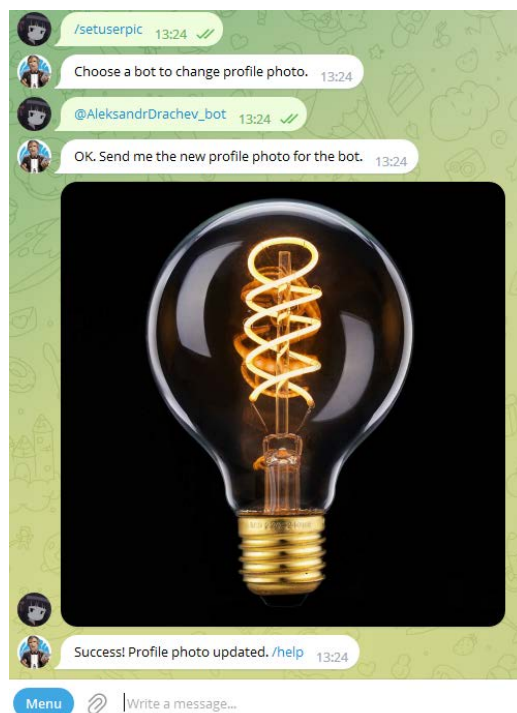 /setuserpic 13:24
Choose a bot to change profile photo. 13:24
@AleksandrDrachev_bot 13:24
OK. Send me the new profile photo for the bot. 13:24
Success! Profile photo updated. /help 13:24
Menu Write a message...